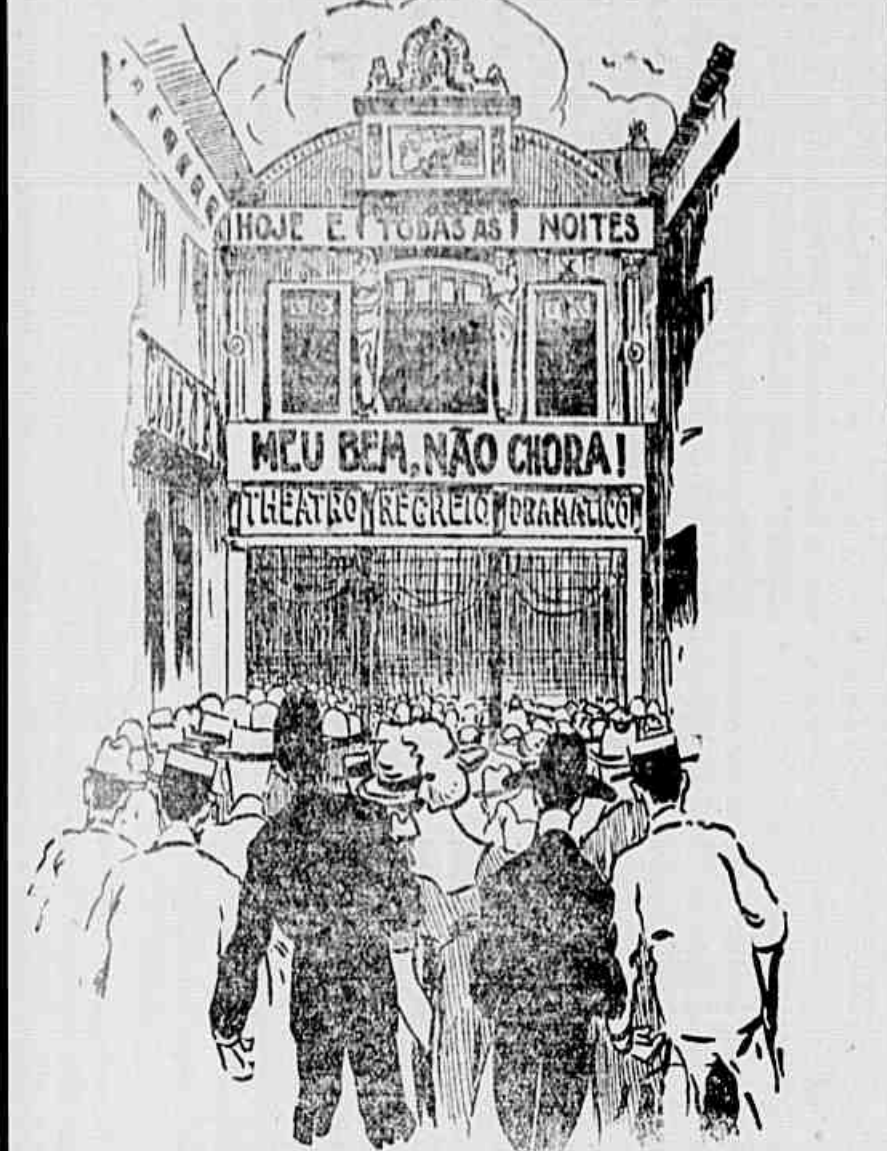 HOJE E TODAS AS NOITES
MEU BEM, NÃO CHORA!
THEATRO RECREIO DRAMATICO